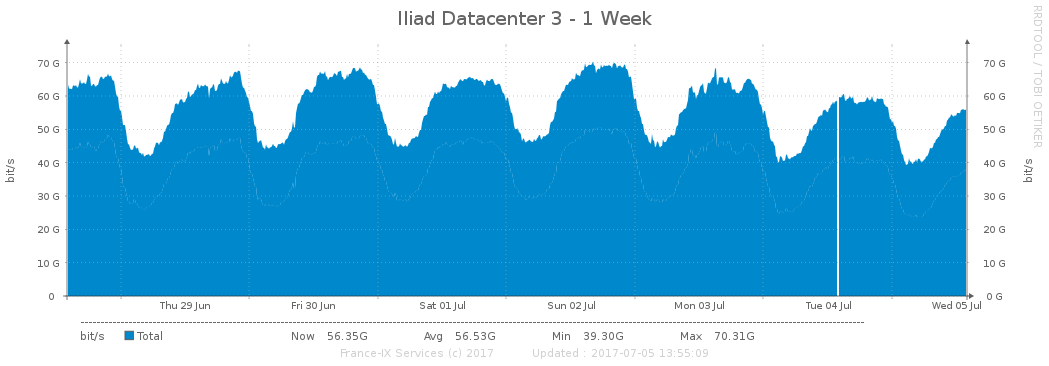 Iliad Datacenter 3 - 1 Week
RRDTOOL / TOBI OETIKER
bit/s
70 G
60 G
50 G
40 G
30 G
20 G
10 G
0
70 G
60 G
50 G
40 G
30 G
20 G
10 G
0 G
bit/s
Thu 29 Jun Fri 30 Jun Sat 01 Jul Sun 02 Jul Mon 03 Jul Tue 04 Jul Wed 05 Jul
bit/s Total Now 56.35G Avg 56.53G Min 39.30G Max 70.31G
France-IX Services (c) 2017 Updated : 2017-07-05 13:55:09